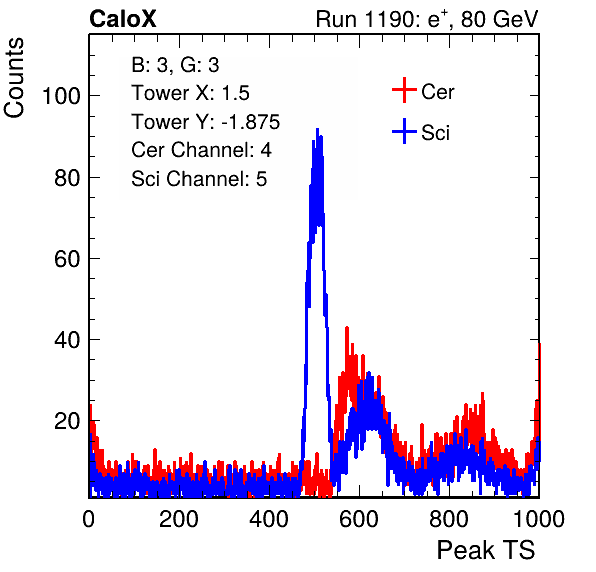 CaloX
Run 1190: e+, 80 GeV
Counts
B: 3, G: 3
Tower X: 1.5
Tower Y: -1.875
Cer Channel: 4
Sci Channel: 5
Cer
Sci
100
80
60
40
20
0 200 400 600 800 1000
Peak TS